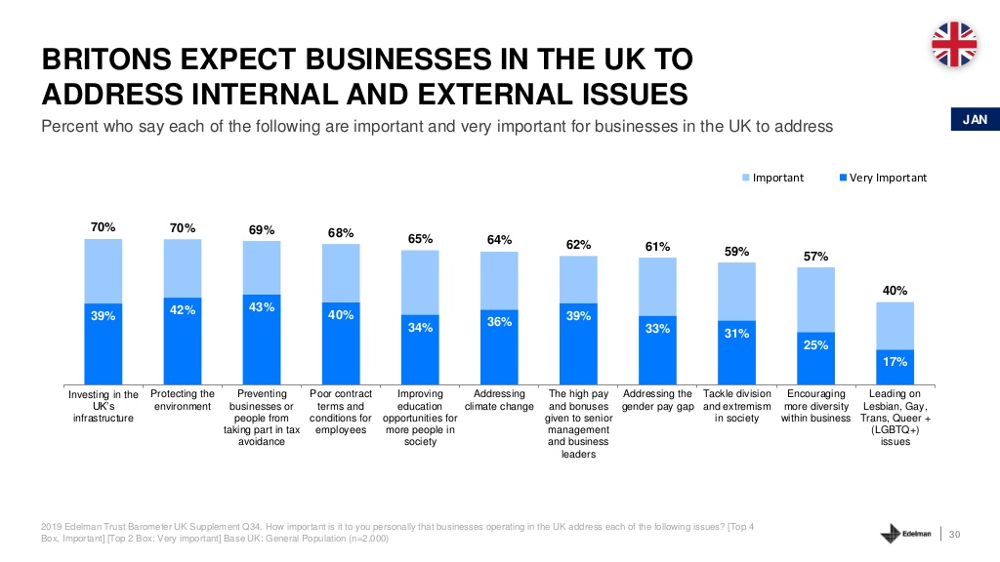 BRITONS EXPECT BUSINESSES IN THE UK TO
ADDRESS INTERNAL AND EXTERNAL ISSUES
Percent who say each of the following are important and very important for businesses in the UK to address
JAN
Important
Very Important
70%
70%
69%
68%
65%
64%
62%
61%
59%
57%
40%
39%
42%
43%
40%
34%
36%
39%
33%
31%
25%
17%
Investing in the
UK's
infrastructure
Protecting the
environment
Preventing
businesses or
people from
taking part in tax
avoidance
Poor contract
terms and
conditions for
employees
Improving
education
opportunities for
more people in
society
Addressing
climate change
The high pay
and bonuses
given to senior
management
and business
leaders
Addressing the
gender pay gap
Tackle division
and extremism
in society
Encouraging
more diversity
within business
Leading on
Lesbian, Gay,
Trans, Queer +
(LGBTQ+)
issues
2019 Edelman Trust Barometer UK Supplement Q34. How important is it to you personally that businesses operating in the UK address each of the following issues? [Top 4
Box, Important] [Top 2 Box: Very important] Base UK: General Population (n=2,000)
Edelman
30